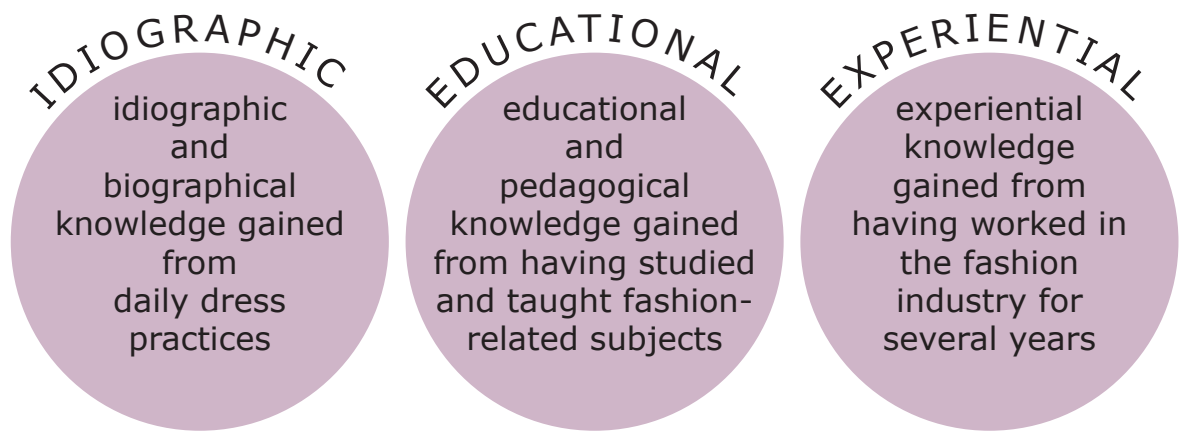 IDIOGRAPHIC
idiographic
and
biographical
knowledge gained
from
daily dress
practices
EDUCATIONAL
educational
and
pedagogical
knowledge gained
from having studied
and taught fashion-
related subjects
EXPERIENTIAL
experiential
knowledge
gained from
having worked in
the fashion
industry for
several years